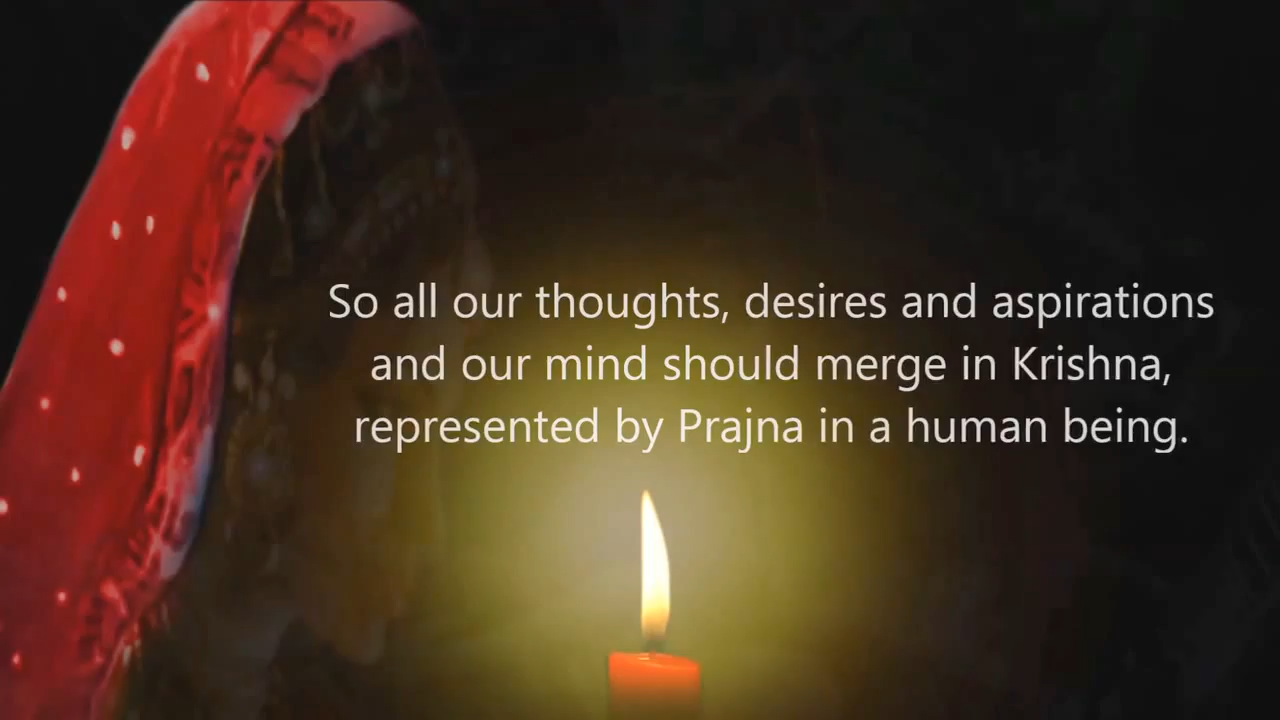 So all our thoughts, desires and aspirations
and our mind should merge in Krishna,
represented by Prajna in a human being.